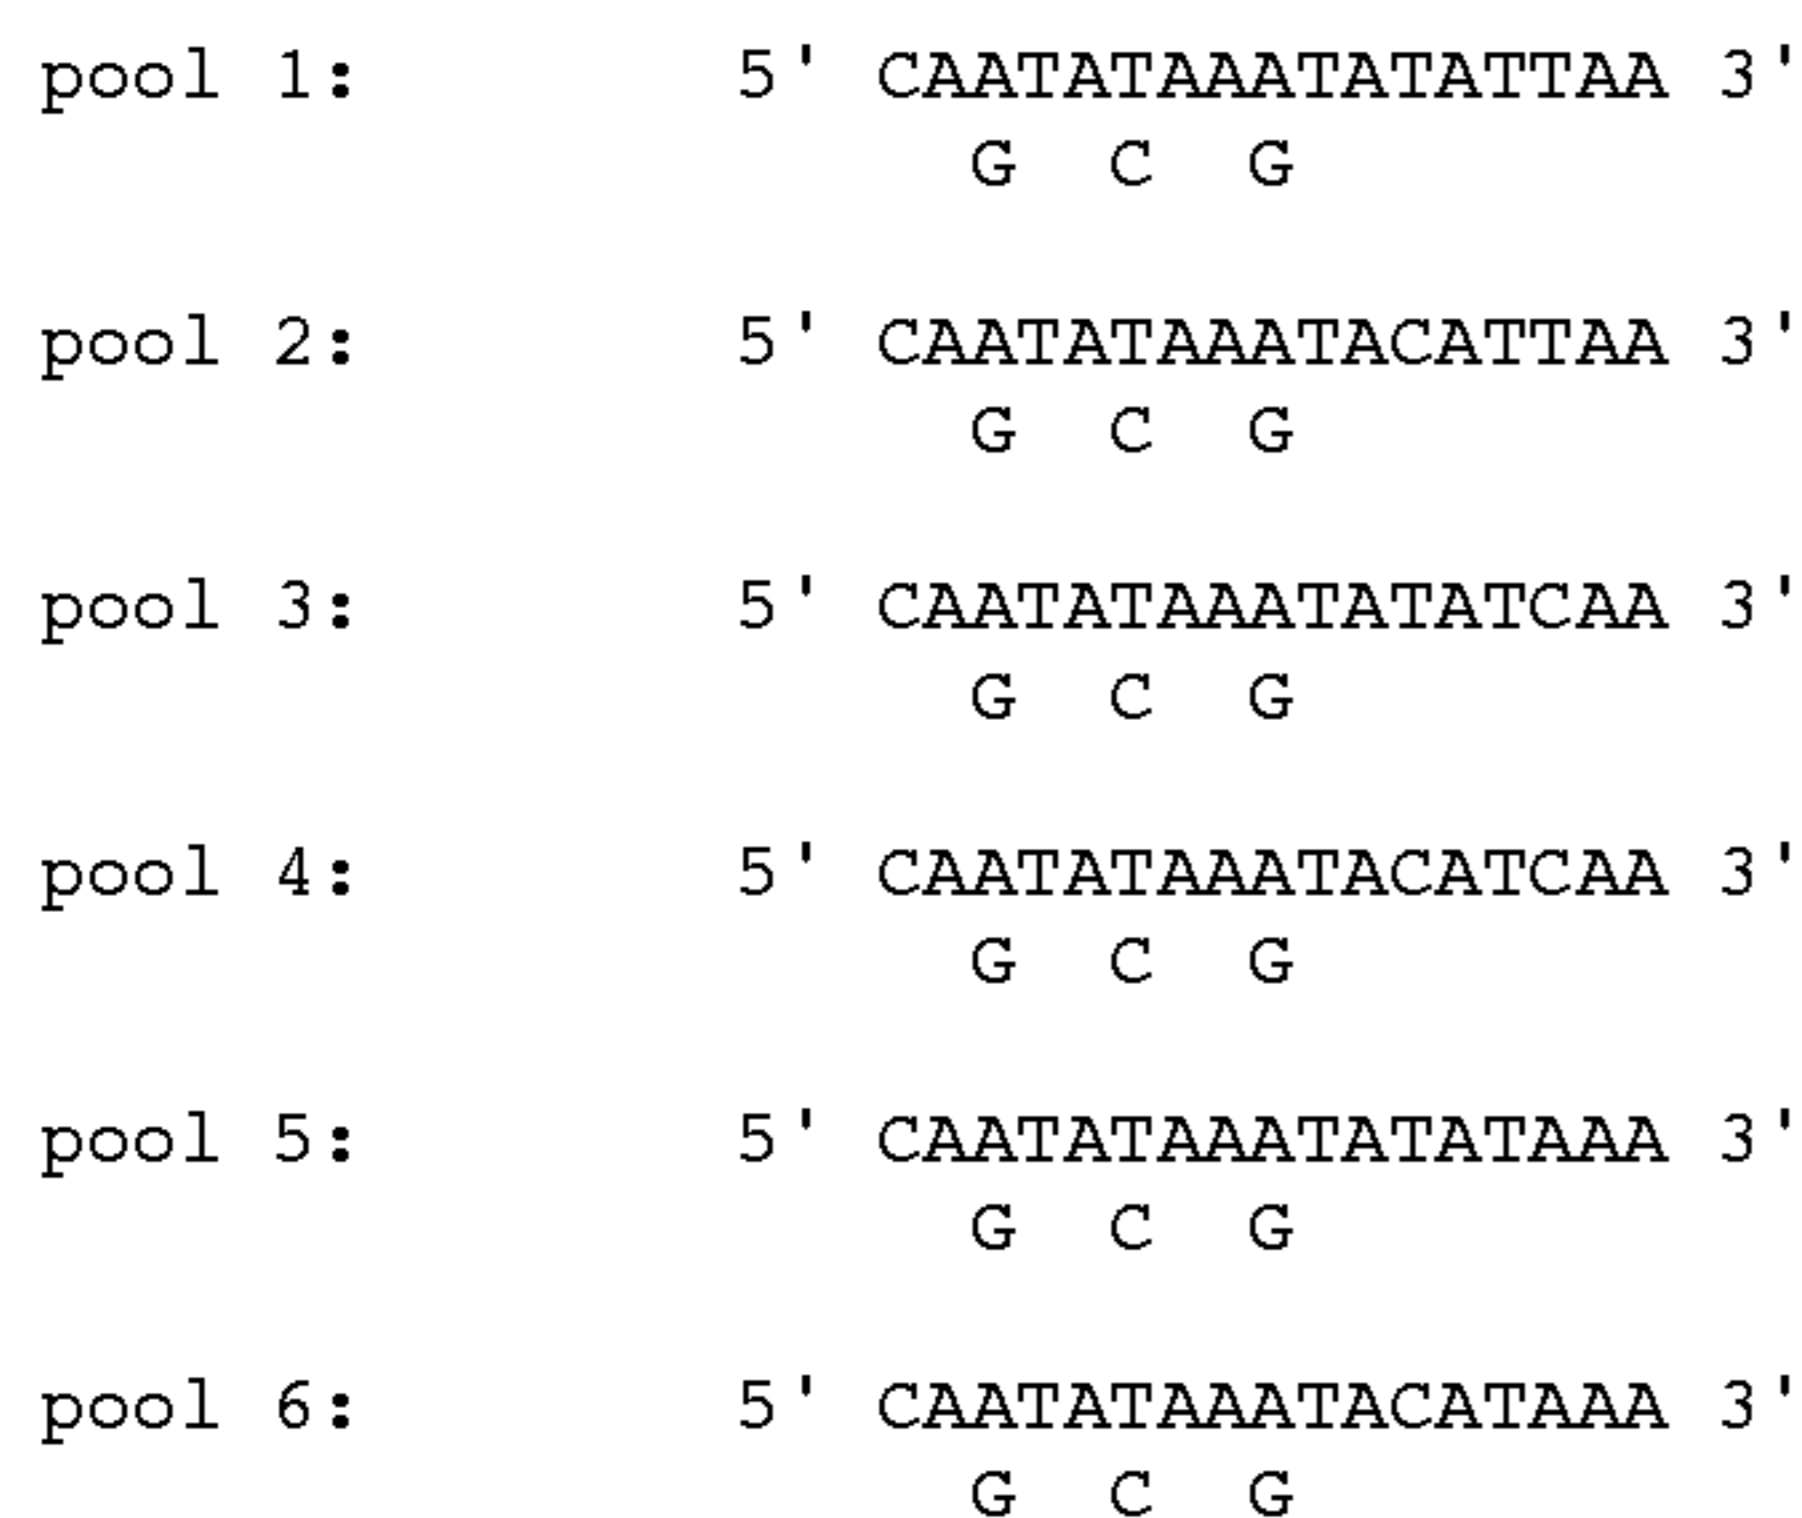 pool 1: 5' CAATATAAATATATTAA 3'
G C G
pool 2: 5' CAATATAAATACATTAA 3'
G C G
pool 3: 5' CAATATAAATATATCAA 3'
G C G
pool 4: 5' CAATATAAATACATCAA 3'
G C G
pool 5: 5' CAATATAAATATATAAA 3'
G C G
pool 6: 5' CAATATAAATACATAAA 3'
G C G